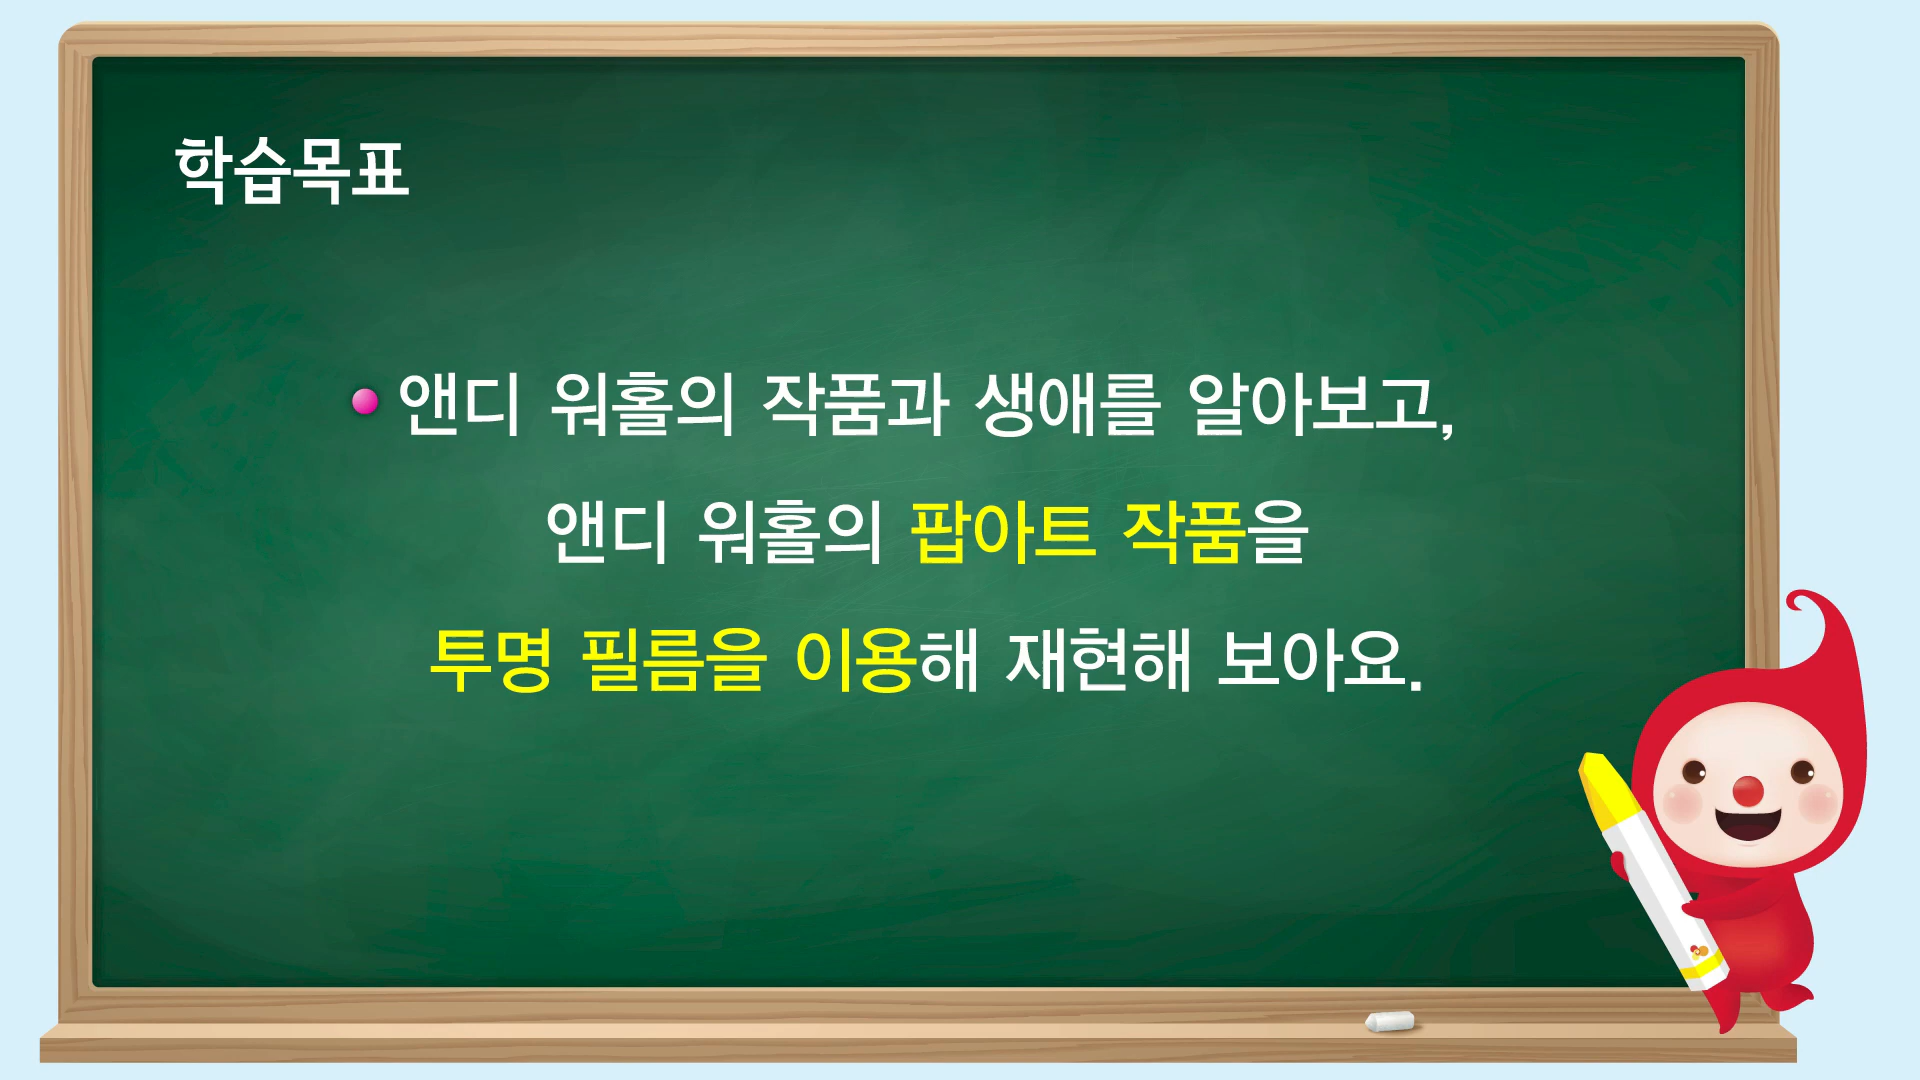 학습목표
앤디 워홀의 작품과 생애를 알아보고,
앤디 워홀의 팝아트 작품을
투명 필름을 이용해 재현해 보아요.